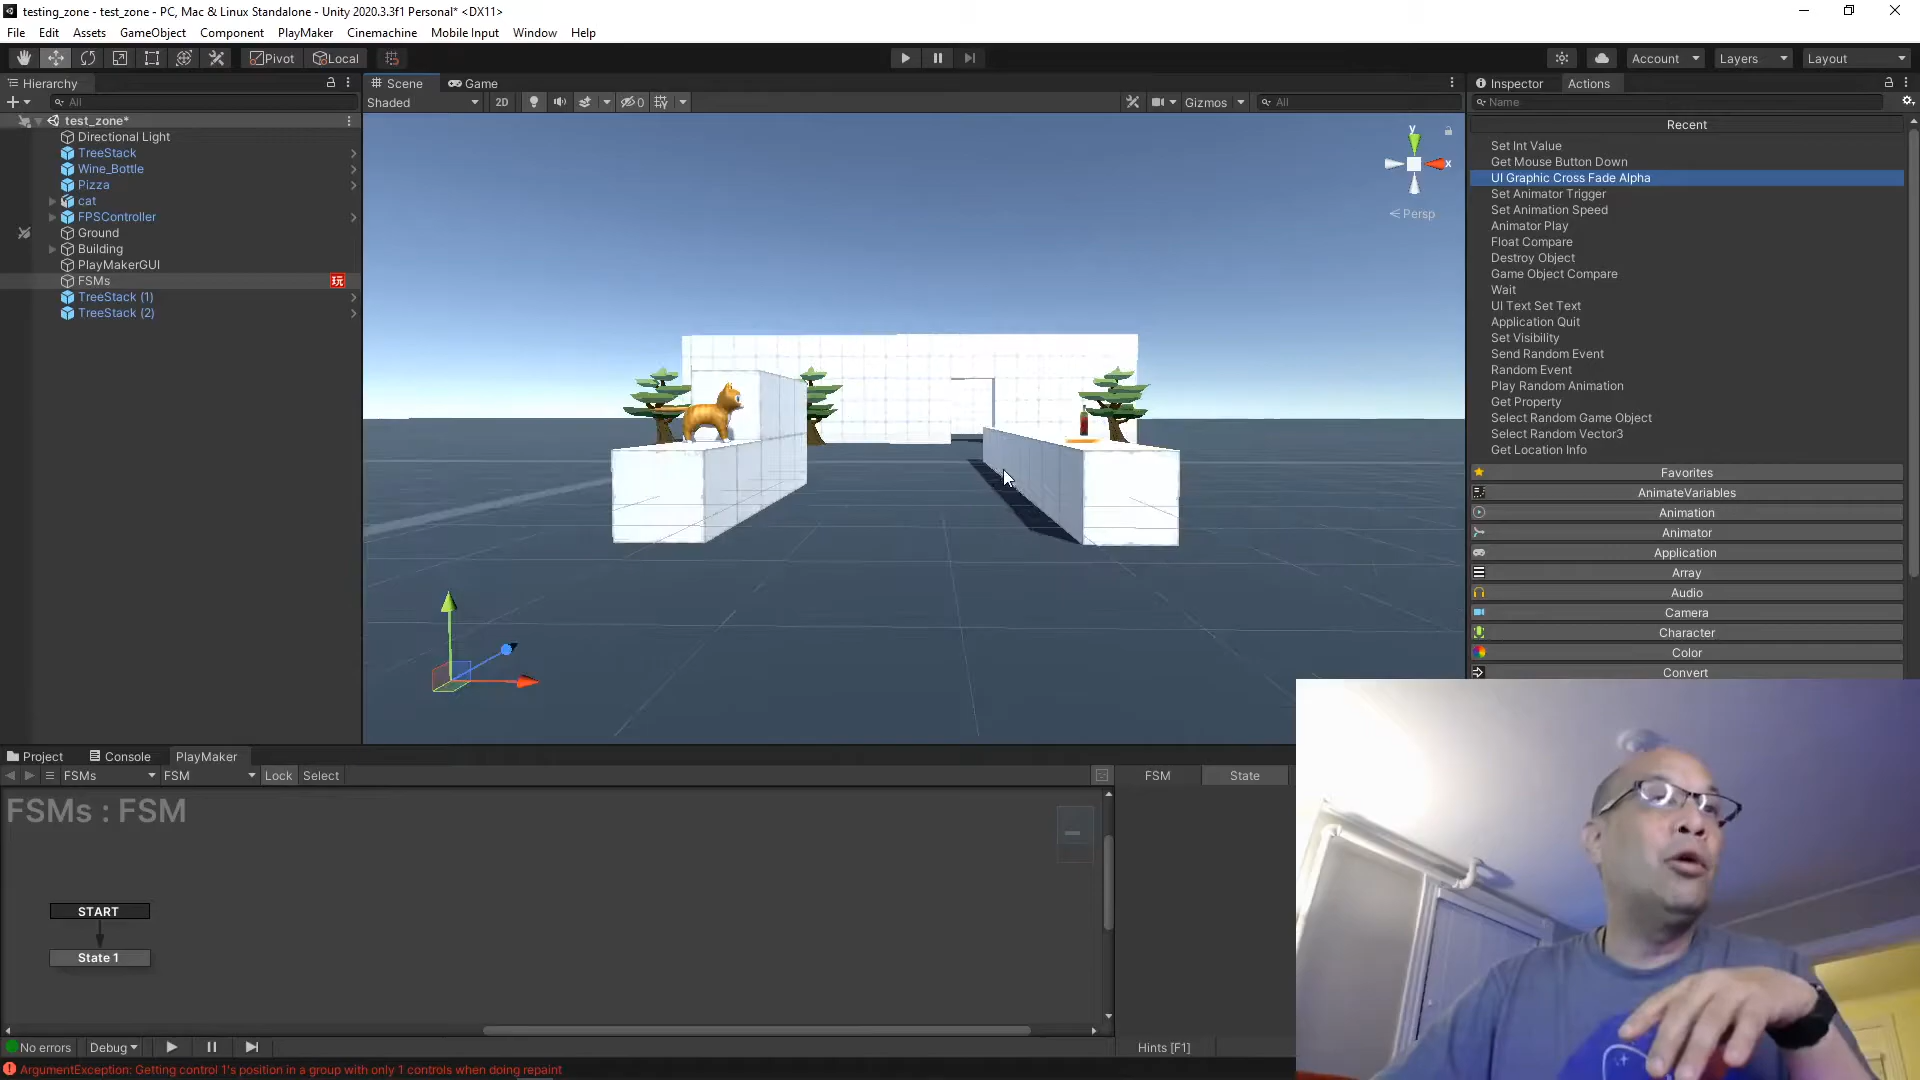 testing_zone - test_zone - PC, Mac & Linux Standalone - Unity 2020.3.3f1 Personal* <DX11>
File Edit Assets GameObject Component PlayMaker Cinemachine Mobile Input Window Help
Pivot Local Account Layers Layout
Hierarchy
All
test_zone*
Directional Light
TreeStack
Wine_Bottle
Pizza
cat
FPSController
Ground
Building
PlayMakerGUI
FSMs 玩
TreeStack (1)
TreeStack (2)
Scene Game
Shaded 2D 0 Gizmos All
y
x
< Persp
Inspector Actions
Name
Recent
Set Int Value
Get Mouse Button Down
UI Graphic Cross Fade Alpha
Set Animator Trigger
Set Animation Speed
Animator Play
Float Compare
Destroy Object
Game Object Compare
Wait
UI Text Set Text
Application Quit
Set Visibility
Send Random Event
Random Event
Play Random Animation
Get Property
Select Random Game Object
Select Random Vector3
Get Location Info
Favorites
AnimateVariables
Animation
Animator
Application
Array
Audio
Camera
Character
Color
Convert
Project Console PlayMaker
FSMs FSM Lock Select
FSM State
FSMs : FSM
START
State 1
No errors Debug Hints [F1]
ArgumentException: Getting control 1's position in a group with only 1 controls when doing repaint